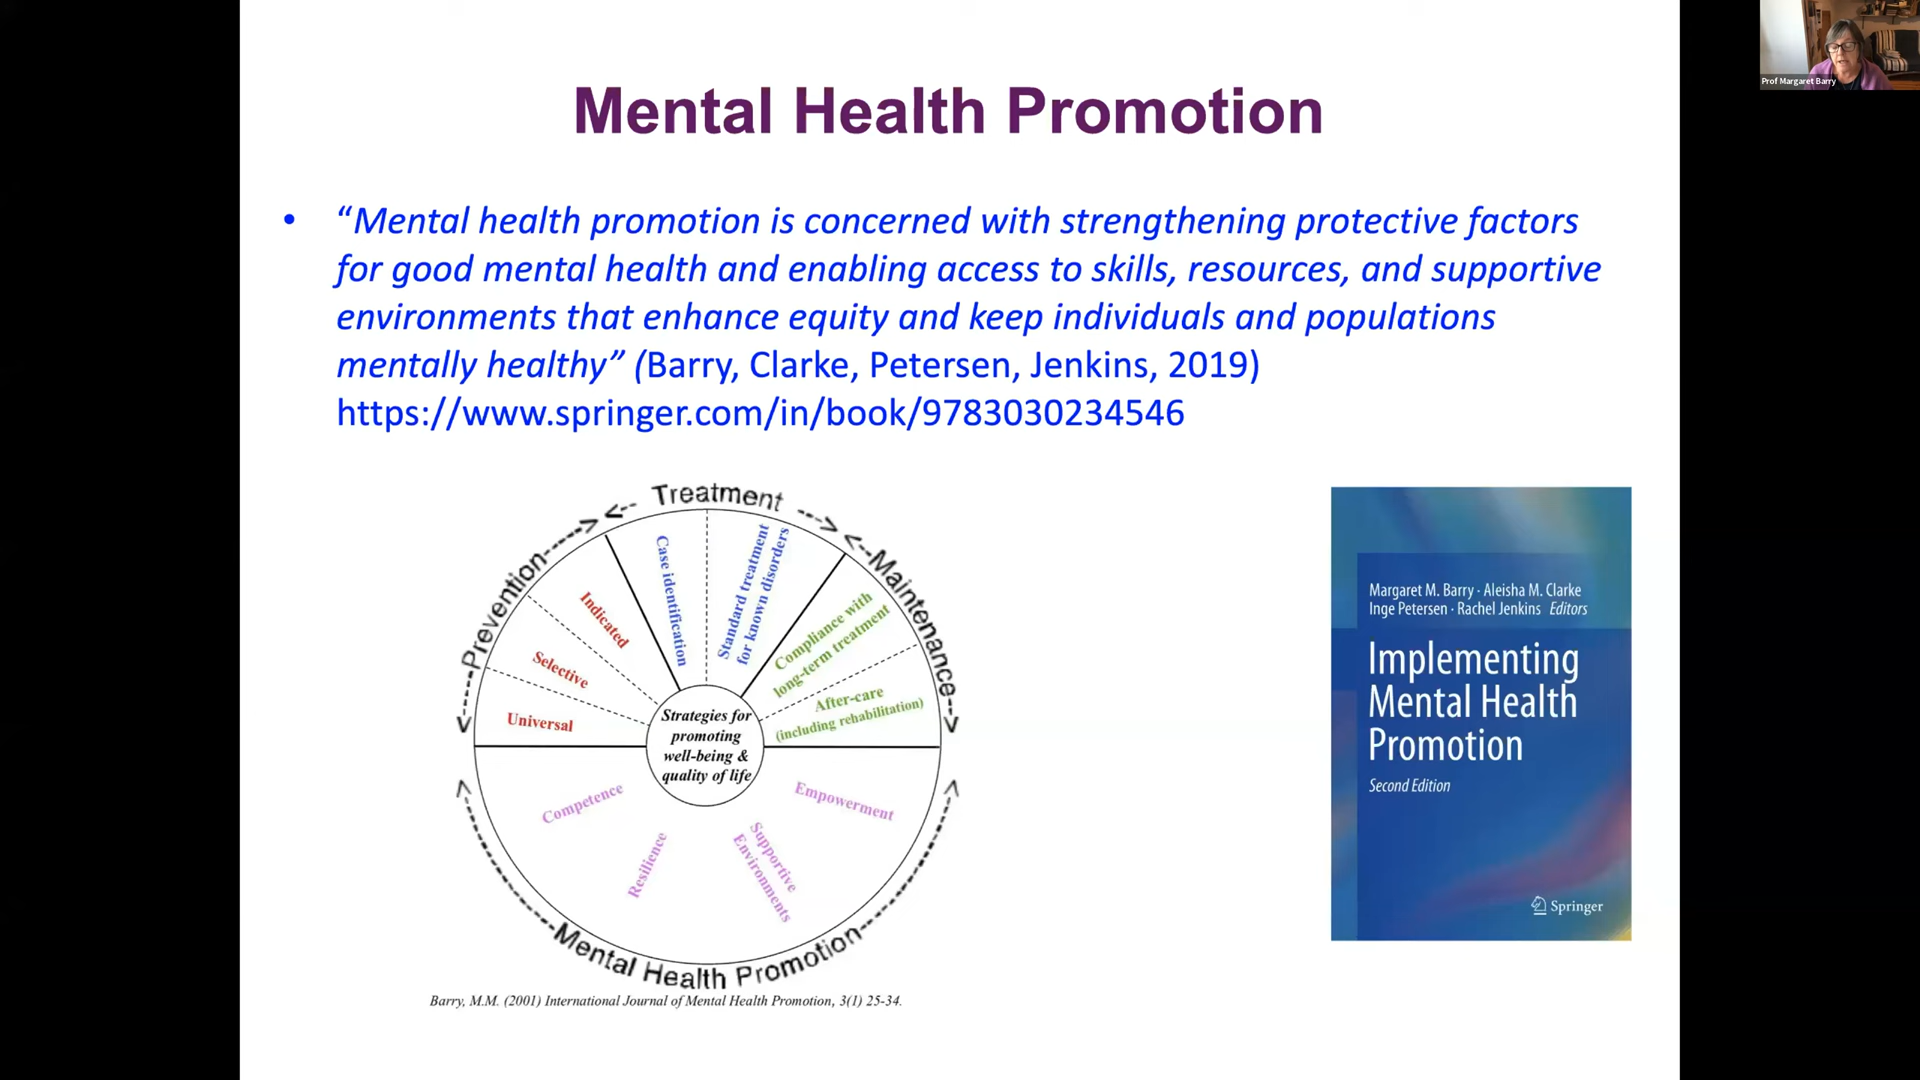 Prof Margaret Barry
Mental Health Promotion
• “Mental health promotion is concerned with strengthening protective factors
for good mental health and enabling access to skills, resources, and supportive
environments that enhance equity and keep individuals and populations
mentally healthy” (Barry, Clarke, Petersen, Jenkins, 2019)
https://www.springer.com/in/book/9783030234546
Prevention
Treatment
Maintenance
Universal
Selective
Indicated
Case identification
Standard treatment
for known disorders
Compliance with
long-term treatment
After-care
(including rehabilitation)
Strategies for
promoting
well-being &
quality of life
Competence
Resilience
Supportive
Environments
Empowerment
Mental Health Promotion
Barry, M.M. (2001) International Journal of Mental Health Promotion, 3(1) 25-34.
Margaret M. Barry · Aleisha M. Clarke
Inge Petersen · Rachel Jenkins Editors
Implementing
Mental Health
Promotion
Second Edition
Springer